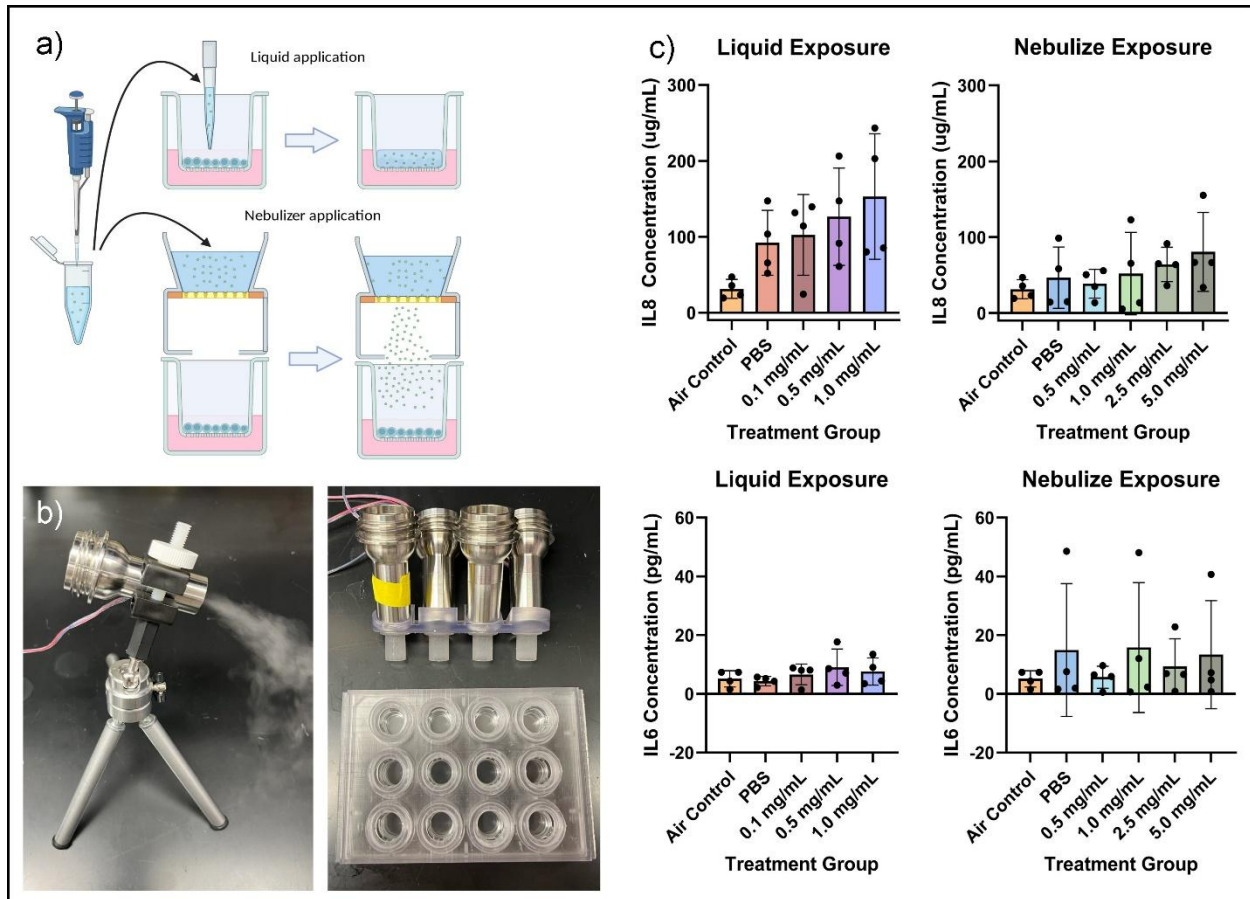 a)
Liquid application
Nebulizer application
b)
c)
Liquid Exposure
IL8 Concentration (ug/mL)
300
200
100
0
Air Control
PBS
0.1 mg/mL
0.5 mg/mL
1.0 mg/mL
Treatment Group
Nebulize Exposure
IL8 Concentration (ug/mL)
300
200
100
0
Air Control
PBS
0.5 mg/mL
1.0 mg/mL
2.5 mg/mL
5.0 mg/mL
Treatment Group
Liquid Exposure
IL6 Concentration (pg/mL)
60
40
20
0
-20
Air Control
PBS
0.1 mg/mL
0.5 mg/mL
1.0 mg/mL
Treatment Group
Nebulize Exposure
IL6 Concentration (pg/mL)
60
40
20
0
-20
Air Control
PBS
0.5 mg/mL
1.0 mg/mL
2.5 mg/mL
5.0 mg/mL
Treatment Group